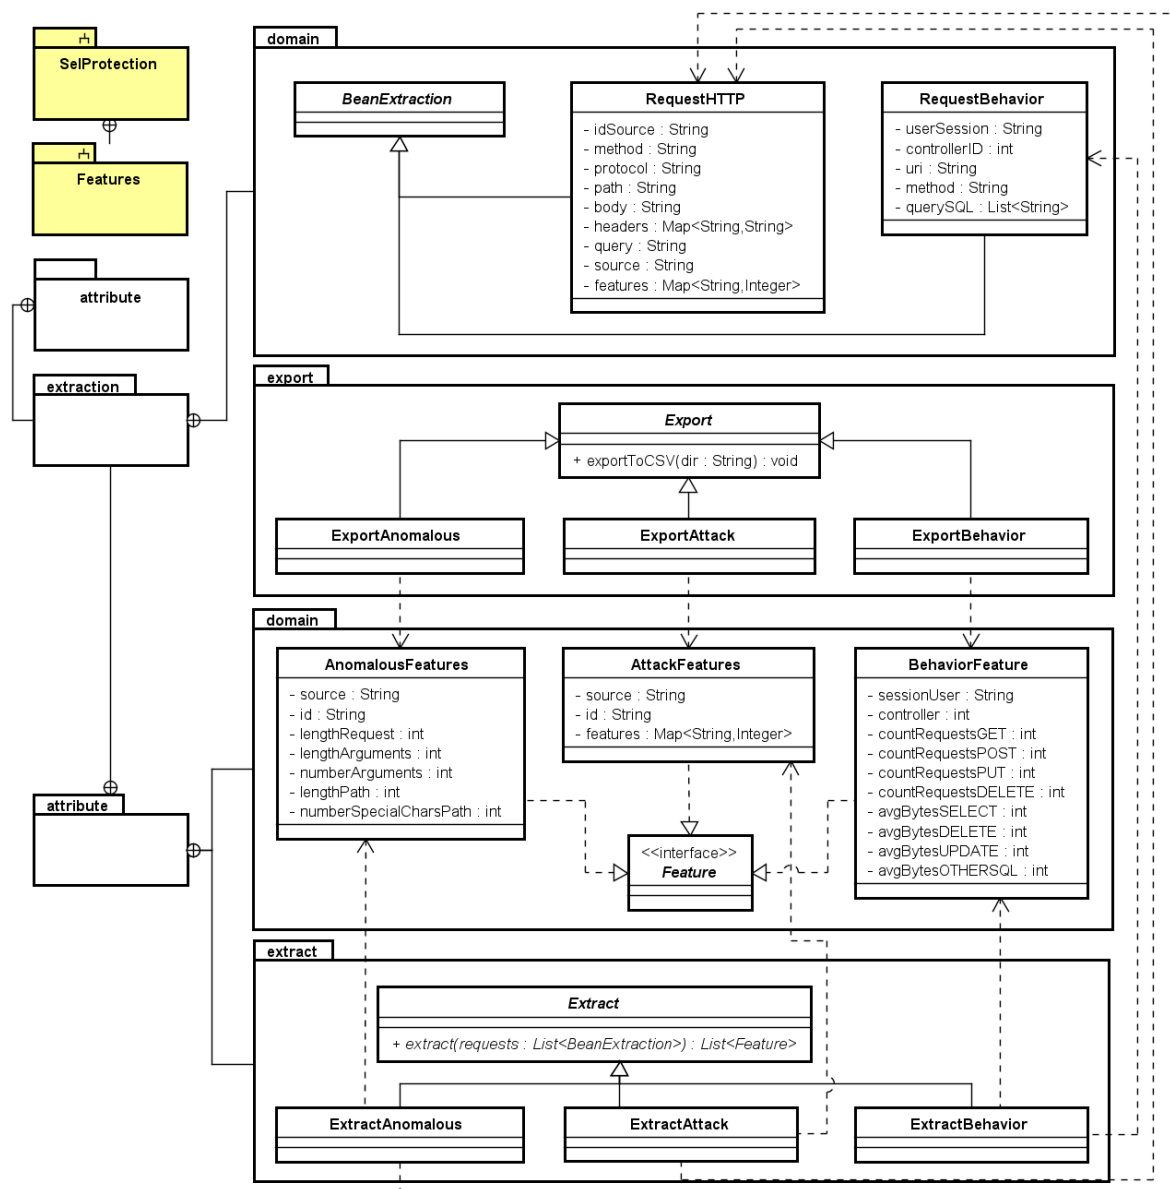 SelProtection
Features
attribute
extraction
attribute
domain
BeanExtraction
RequestHTTP
- idSource : String
- method : String
- protocol : String
- path : String
- body : String
- headers : Map<String,String>
- query : String
- source : String
- features : Map<String,Integer>
RequestBehavior
- userSession : String
- controllerID : int
- uri : String
- method : String
- querySQL : List<String>
export
Export
+ exportToCSV(dir : String) : void
ExportAnomalous
ExportAttack
ExportBehavior
domain
AnomalousFeatures
- source : String
- id : String
- lengthRequest : int
- lengthArguments : int
- numberArguments : int
- lengthPath : int
- numberSpecialCharsPath : int
AttackFeatures
- source : String
- id : String
- features : Map<String,Integer>
BehaviorFeature
- sessionUser : String
- controller : int
- countRequestsGET : int
- countRequestsPOST : int
- countRequestsPUT : int
- countRequestsDELETE : int
- avgBytesSELECT : int
- avgBytesDELETE : int
- avgBytesUPDATE : int
- avgBytesOTHERSQL : int
<<interface>>
Feature
extract
Extract
+ extract(requests : List<BeanExtraction>) : List<Feature>
ExtractAnomalous
ExtractAttack
ExtractBehavior